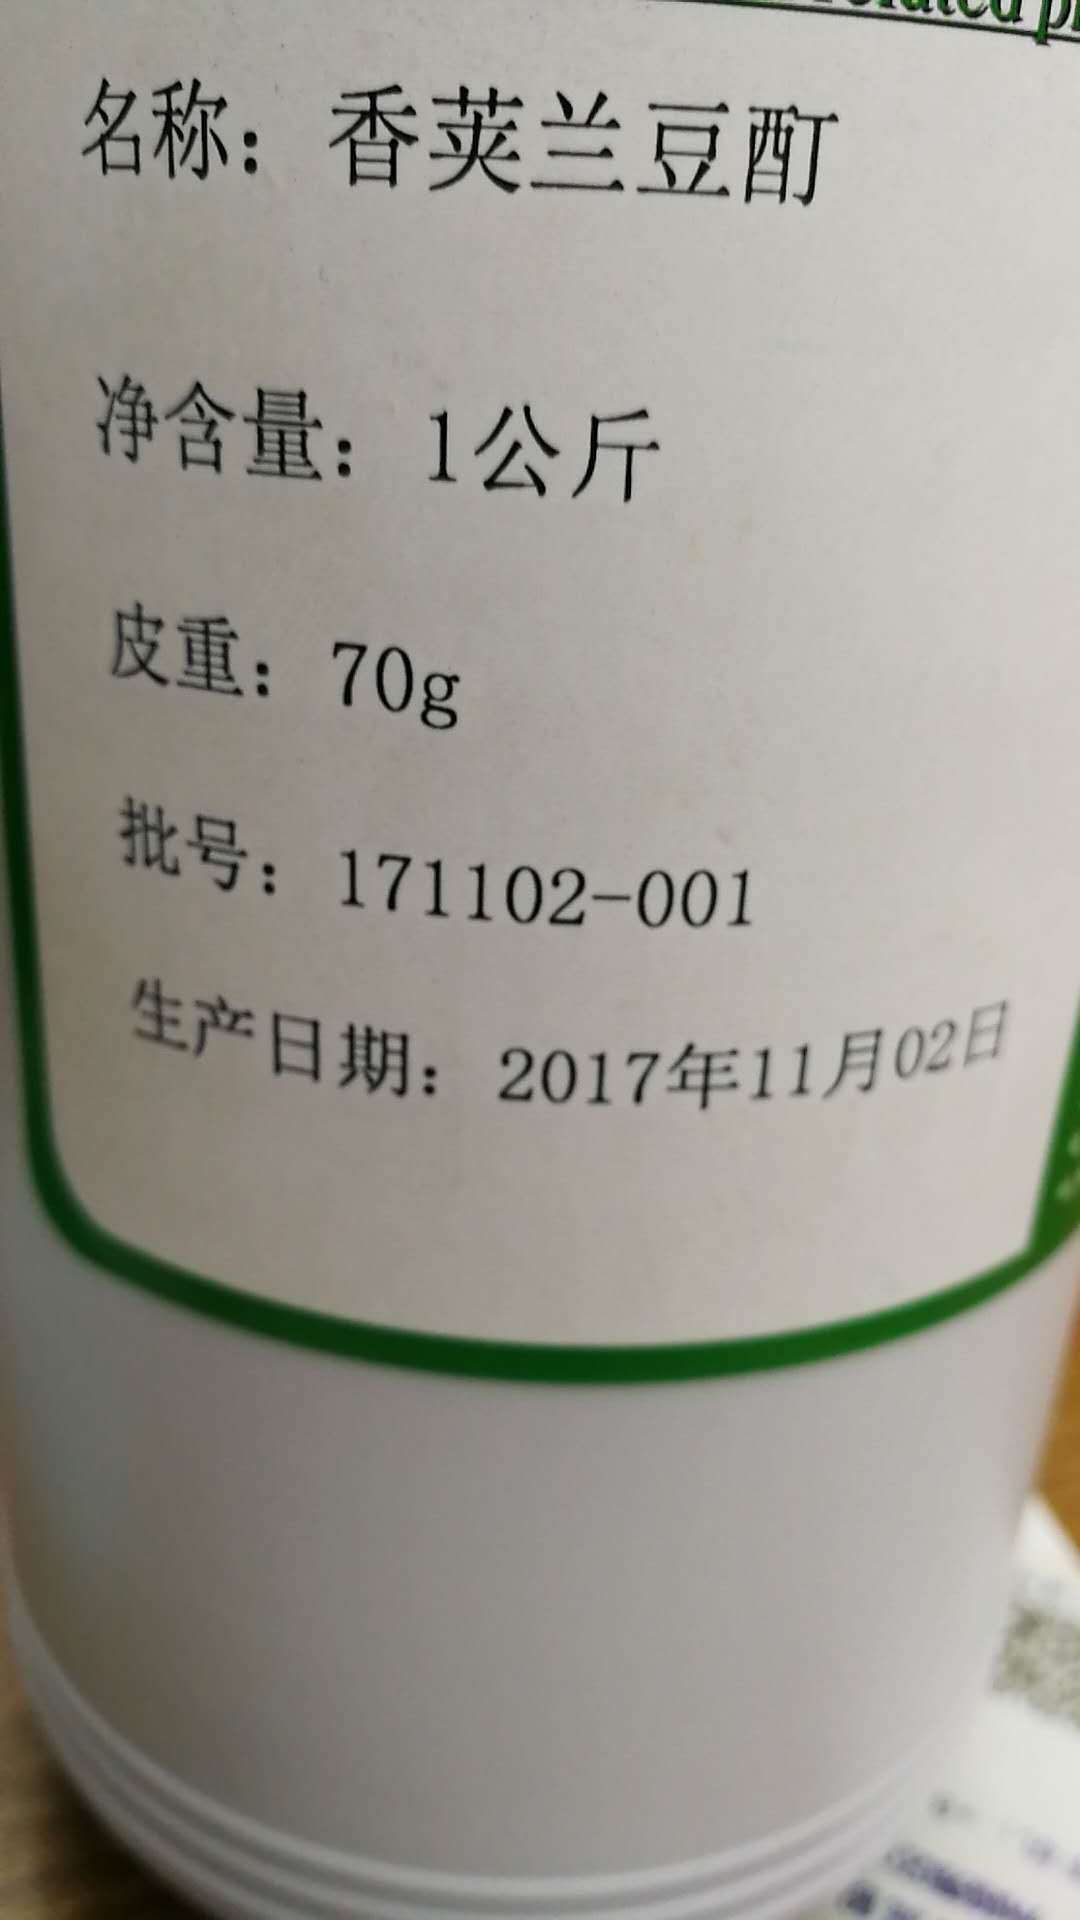 related
名称：香荚兰豆酊
净含量：1公斤
皮重：70g
批号：171102-001
生产日期：2017年11月02日